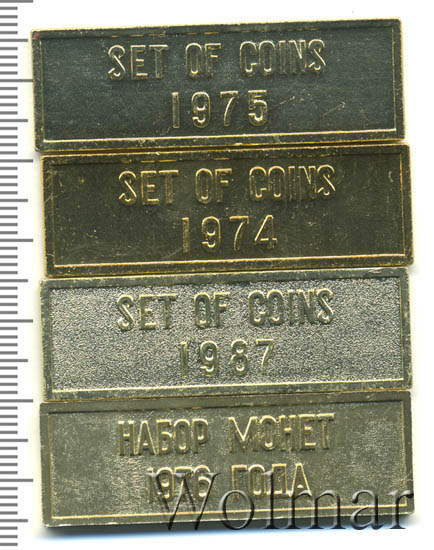 SET OF COINS
1975
SET OF COINS
1974
SET OF COINS
1987
НАБОР МОНЕТ
1976 ГОДА
Wolmar